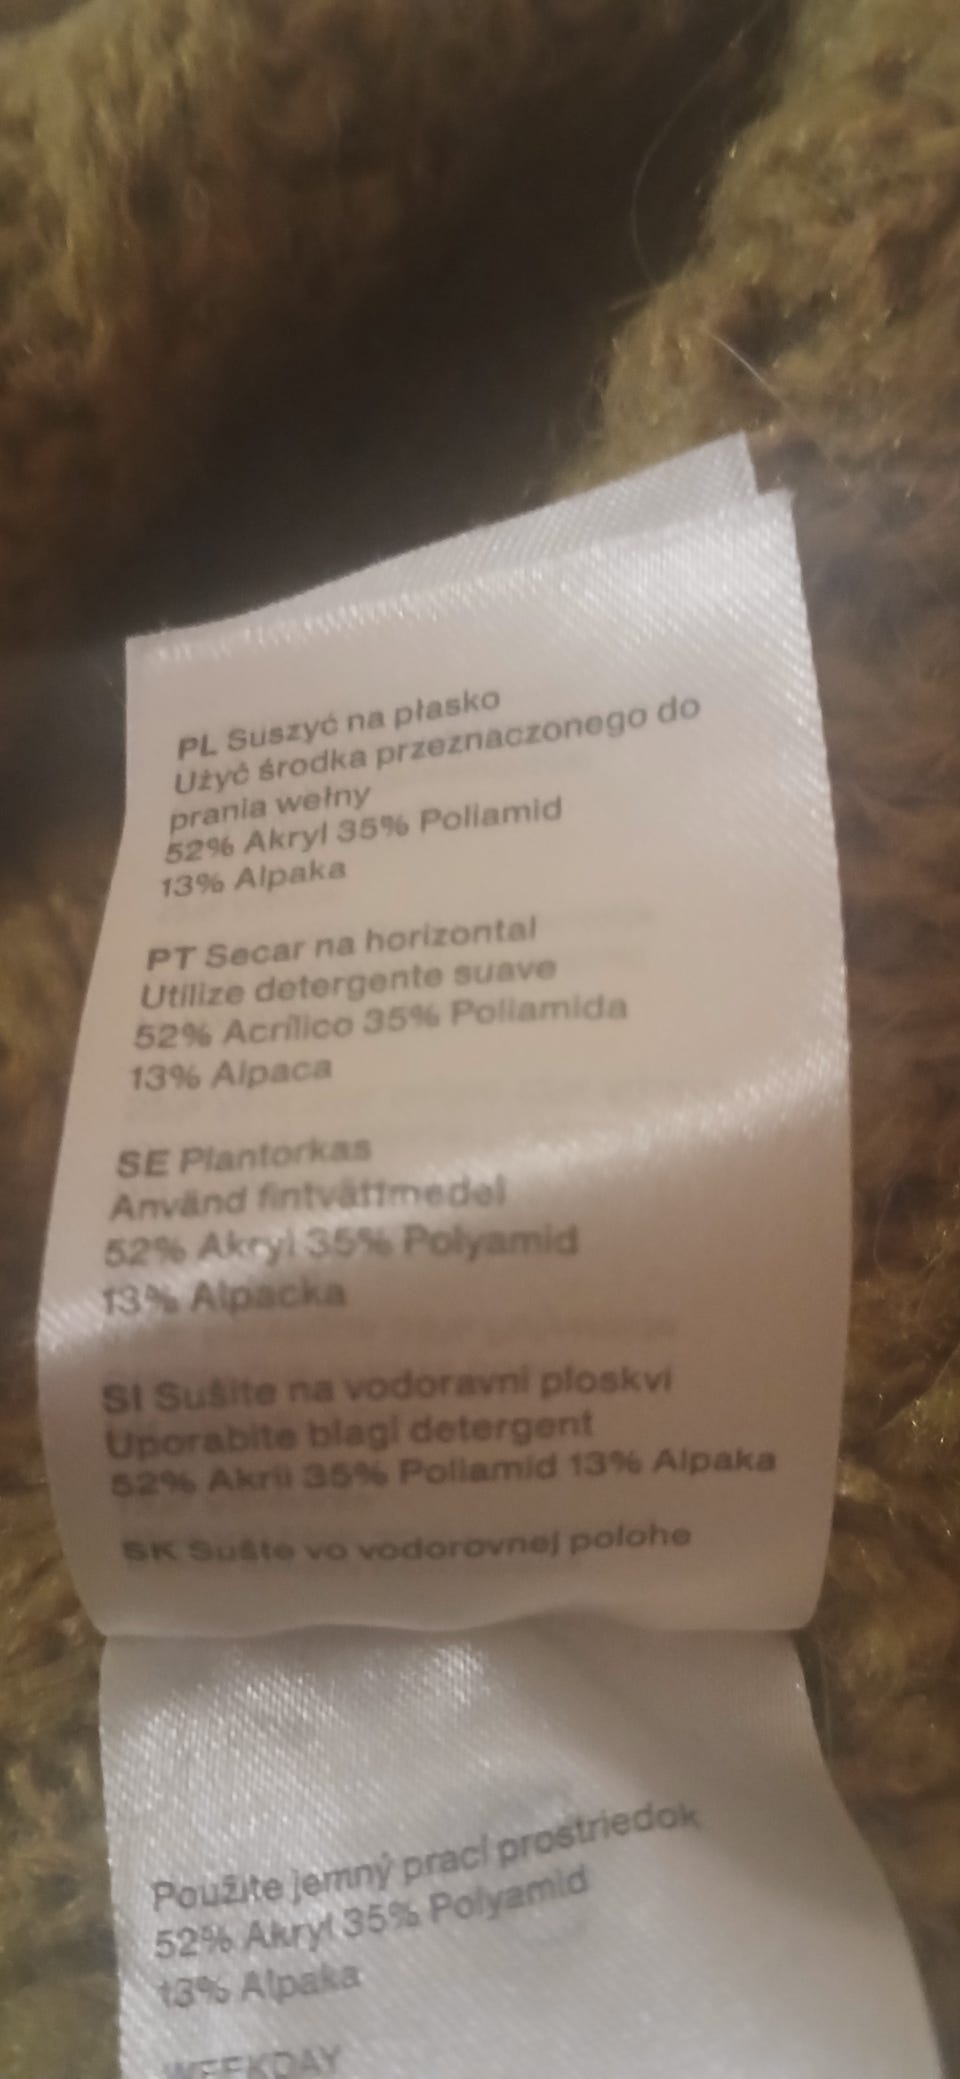 PL Suszyć na płasko
Użyć środka przeznaczonego do
prania wełny
52% Akryl 35% Poliamid
13% Alpaka
PT Secar na horizontal
Utilize detergente suave
52% Acrílico 35% Poliamida
13% Alpaca
SE Plantorkas
Använd fintvättmedel
52% Akryl 35% Polyamid
13% Alpacka
SI Sušite na vodoravni ploskvi
Uporabite blagi detergent
52% Akril 35% Poliamid 13% Alpaka
SK Sušte vo vodorovnej polohe
Použite jemný prací prostriedok
52% Akryl 35% Polyamid
13% Alpaka
WEEKDAY